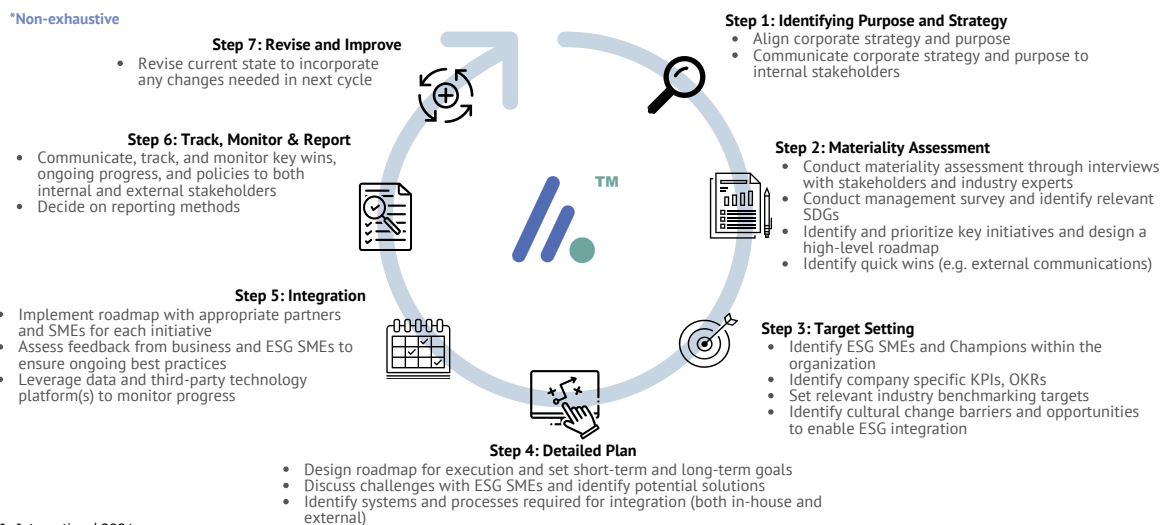 *Non-exhaustive
Step 1: Identifying Purpose and Strategy
• Align corporate strategy and purpose
• Communicate corporate strategy and purpose to
internal stakeholders
Step 2: Materiality Assessment
• Conduct materiality assessment through interviews
with stakeholders and industry experts
• Conduct management survey and identify relevant
SDGs
• Identify and prioritize key initiatives and design a
high-level roadmap
• Identify quick wins (e.g. external communications)
Step 3: Target Setting
• Identify ESG SMEs and Champions within the
organization
• Identify company specific KPIs, OKRs
• Set relevant industry benchmarking targets
• Identify cultural change barriers and opportunities
to enable ESG integration
Step 4: Detailed Plan
• Design roadmap for execution and set short-term and long-term goals
• Discuss challenges with ESG SMEs and identify potential solutions
• Identify systems and processes required for integration (both in-house and
external)
Step 5: Integration
• Implement roadmap with appropriate partners
and SMEs for each initiative
• Assess feedback from business and ESG SMEs to
ensure ongoing best practices
• Leverage data and third-party technology
platform(s) to monitor progress
Step 6: Track, Monitor & Report
• Communicate, track, and monitor key wins,
ongoing progress, and policies to both
internal and external stakeholders
• Decide on reporting methods
Step 7: Revise and Improve
• Revise current state to incorporate
any changes needed in next cycle
TM